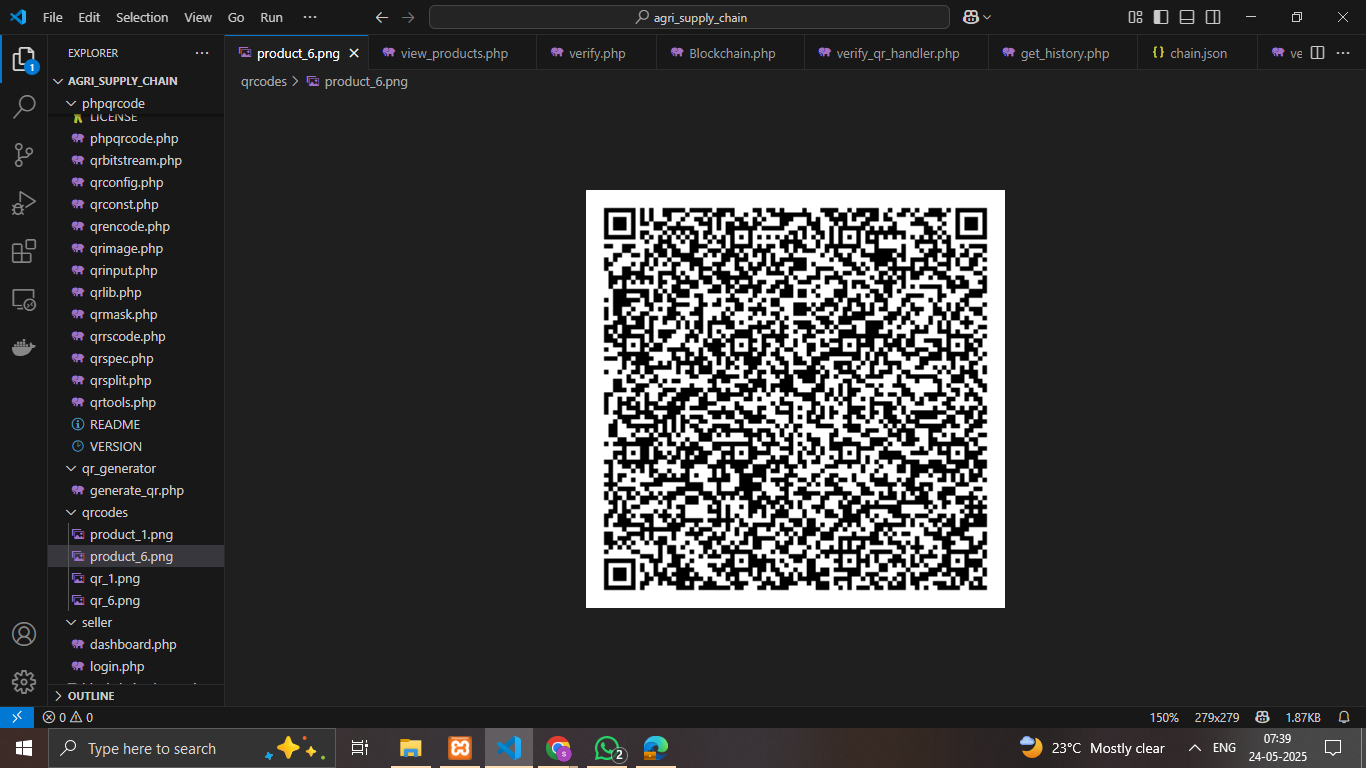 File Edit Selection View Go Run ···
agri_supply_chain
EXPLORER
1
AGRI_SUPPLY_CHAIN
phpqrcode
LICENSE
phpqrcode.php
qrbitstream.php
qrconfig.php
qrconst.php
qrencode.php
qrimage.php
qrinput.php
qrlib.php
qrmask.php
qrrscode.php
qrspec.php
qrsplit.php
qrtools.php
README
VERSION
qr_generator
generate_qr.php
qrcodes
product_1.png
product_6.png
qr_1.png
qr_6.png
seller
dashboard.php
login.php
OUTLINE
product_6.png view_products.php verify.php Blockchain.php verify_qr_handler.php get_history.php {} chain.json ve
qrcodes > product_6.png
0 0 150% 279x279 1.87KB
Type here to search
2
23°C Mostly clear ENG
07:39
24-05-2025